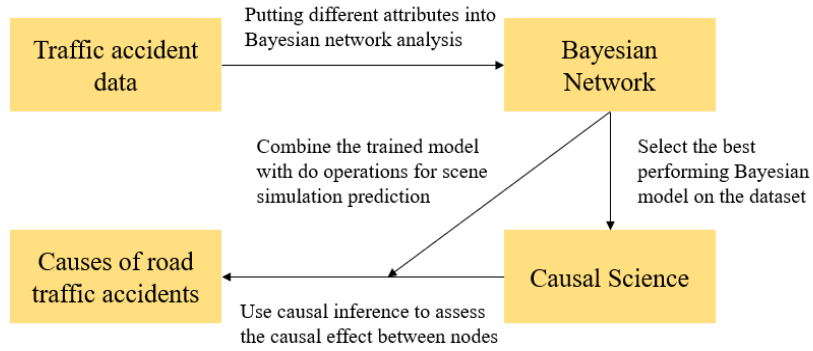 Putting different attributes into
Bayesian network analysis
Traffic accident
data
Bayesian
Network
Combine the trained model
with do operations for scene
simulation prediction
Select the best
performing Bayesian
model on the dataset
Causes of road
traffic accidents
Causal Science
Use causal inference to assess
the causal effect between nodes